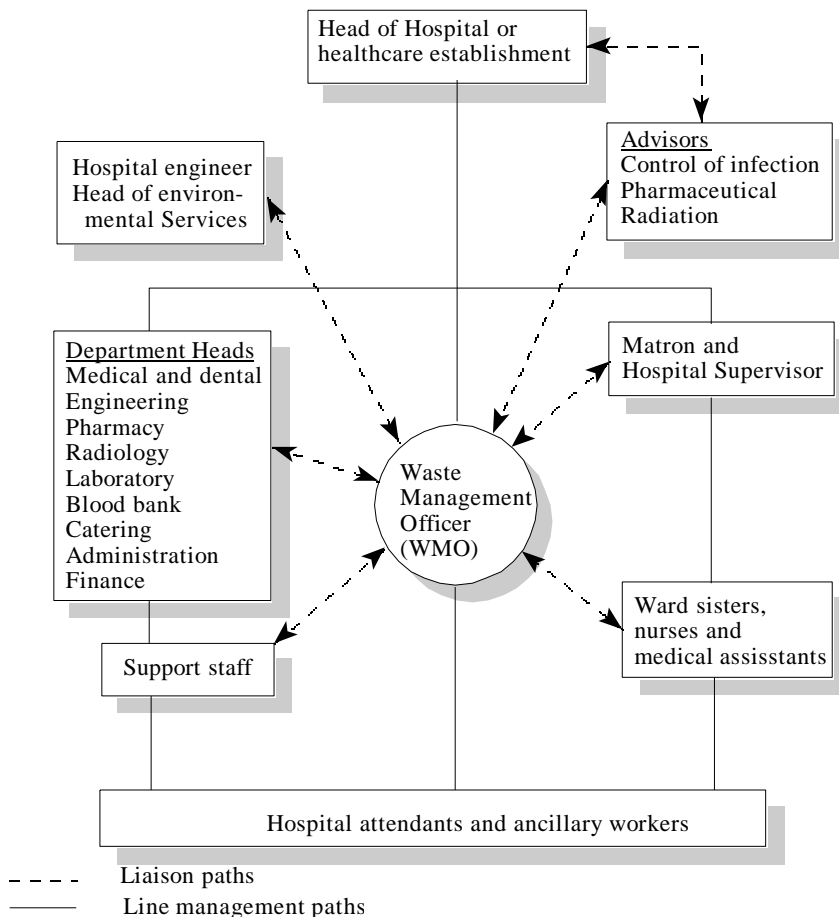 Head of Hospital or
healthcare establishment
Hospital engineer
Head of environ-
mental Services
Advisors
Control of infection
Pharmaceutical
Radiation
Department Heads
Medical and dental
Engineering
Pharmacy
Radiology
Laboratory
Blood bank
Catering
Administration
Finance
Matron and
Hospital Supervisor
Waste
Management
Officer
(WMO)
Support staff
Ward sisters,
nurses and
medical assisstants
Hospital attendants and ancillary workers
Liaison paths
Line management paths